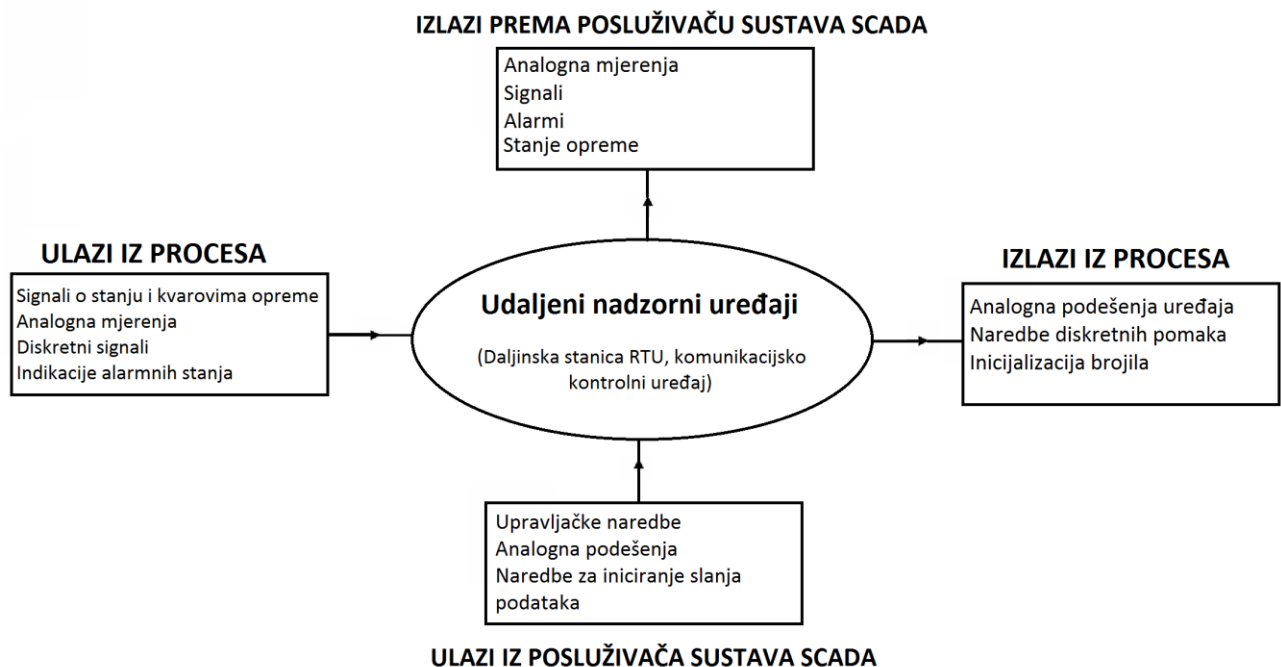 IZLAZI PREMA POSLUŽIVAČU SUSTAVA SCADA
Analogna mjerenja
Signali
Alarmi
Stanje opreme
ULAZI IZ PROCESA
Signali o stanju i kvarovima opreme
Analogna mjerenja
Diskretni signali
Indikacije alarmnih stanja
Udaljeni nadzorni uređaji
(Daljinska stanica RTU, komunikacijsko
kontrolni uređaj)
IZLAZI IZ PROCESA
Analogna podešenja uređaja
Naredbe diskretnih pomaka
Inicijalizacija brojila
Upravljačke naredbe
Analogna podešenja
Naredbe za iniciranje slanja
podataka
ULAZI IZ POSLUŽIVAČA SUSTAVA SCADA